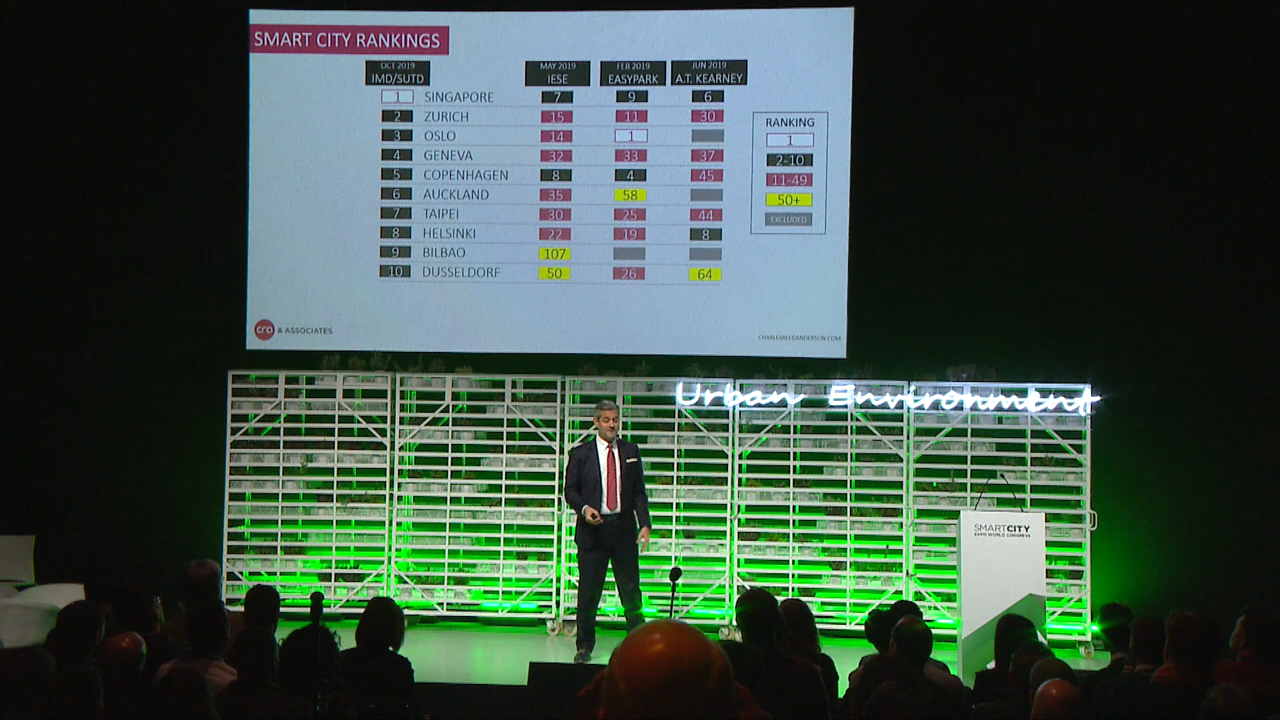 SMART CITY RANKINGS
OCT 2019 MAY 2019 FEB 2019 JUN 2019
IMD/SUTD IESE EASYPARK A.T. KEARNEY
1 SINGAPORE 7 9 6
2 ZURICH 15 11 30
3 OSLO 14 1
4 GENEVA 32 33 37
5 COPENHAGEN 8 4 45
6 AUCKLAND 35 58
7 TAIPEI 30 25 44
8 HELSINKI 22 19 8
9 BILBAO 107
10 DUSSELDORF 50 26 64
RANKING
1
2-10
11-49
50+
EXCLUDED
cra & ASSOCIATES
CHARLESREEDANDERSON.COM
Urban Environment
SMARTCITY
EXPO WORLD CONGRESS